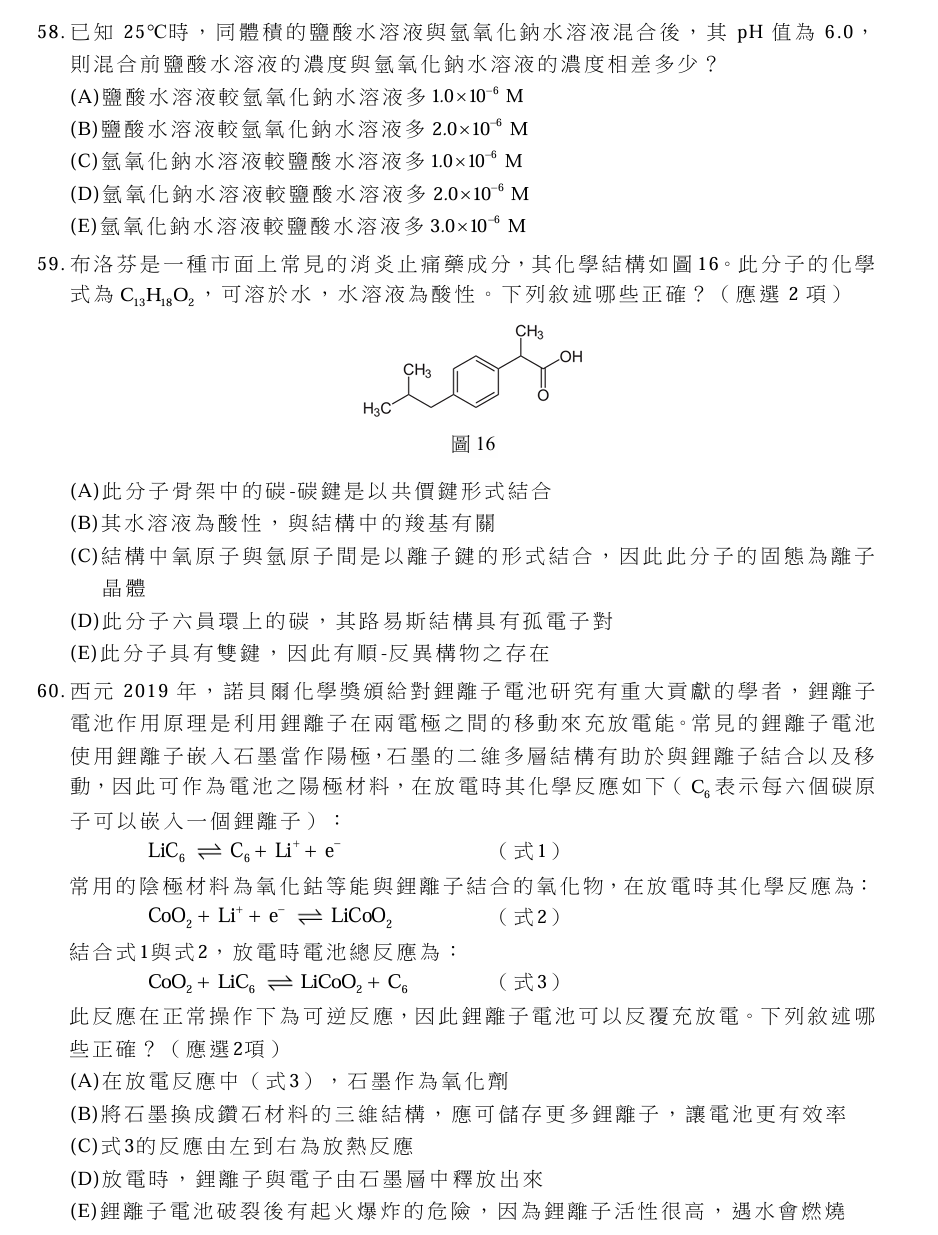 58. 已知 25℃時，同體積的鹽酸水溶液與氫氧化鈉水溶液混合後，其 pH 值為 6.0，
則混合前鹽酸水溶液的濃度與氫氧化鈉水溶液的濃度相差多少？
(A)鹽酸水溶液較氫氧化鈉水溶液多 1.0×10⁻⁶ M
(B)鹽酸水溶液較氫氧化鈉水溶液多 2.0×10⁻⁶ M
(C)氫氧化鈉水溶液較鹽酸水溶液多 1.0×10⁻⁶ M
(D)氫氧化鈉水溶液較鹽酸水溶液多 2.0×10⁻⁶ M
(E)氫氧化鈉水溶液較鹽酸水溶液多 3.0×10⁻⁶ M
59. 布洛芬是一種市面上常見的消炎止痛藥成分，其化學結構如圖16。此分子的化學
式為 C₁₃H₁₈O₂，可溶於水，水溶液為酸性。下列敘述哪些正確？（應選 2 項）
CH₃
OH
CH₃
O
H₃C
圖 16
(A)此分子骨架中的碳-碳鍵是以共價鍵形式結合
(B)其水溶液為酸性，與結構中的羧基有關
(C)結構中氧原子與氫原子間是以離子鍵的形式結合，因此此分子的固態為離子
晶體
(D)此分子六員環上的碳，其路易斯結構具有孤電子對
(E)此分子具有雙鍵，因此有順-反異構物之存在
60. 西元 2019 年，諾貝爾化學獎頒給對鋰離子電池研究有重大貢獻的學者，鋰離子
電池作用原理是利用鋰離子在兩電極之間的移動來充放電能。常見的鋰離子電池
使用鋰離子嵌入石墨當作陽極，石墨的二維多層結構有助於與鋰離子結合以及移
動，因此可作為電池之陽極材料，在放電時其化學反應如下（ C₆ 表示每六個碳原
子可以嵌入一個鋰離子）：
LiC₆ ⇌ C₆ + Li⁺ + e⁻ （式1）
常用的陰極材料為氧化鈷等能與鋰離子結合的氧化物，在放電時其化學反應為：
CoO₂ + Li⁺ + e⁻ ⇌ LiCoO₂ （式2）
結合式1與式2，放電時電池總反應為：
CoO₂ + LiC₆ ⇌ LiCoO₂ + C₆ （式3）
此反應在正常操作下為可逆反應，因此鋰離子電池可以反覆充放電。下列敘述哪
些正確？（應選2項）
(A)在放電反應中（式3），石墨作為氧化劑
(B)將石墨換成鑽石材料的三維結構，應可儲存更多鋰離子，讓電池更有效率
(C)式3的反應由左到右為放熱反應
(D)放電時，鋰離子與電子由石墨層中釋放出來
(E)鋰離子電池破裂後有起火爆炸的危險，因為鋰離子活性很高，遇水會燃燒